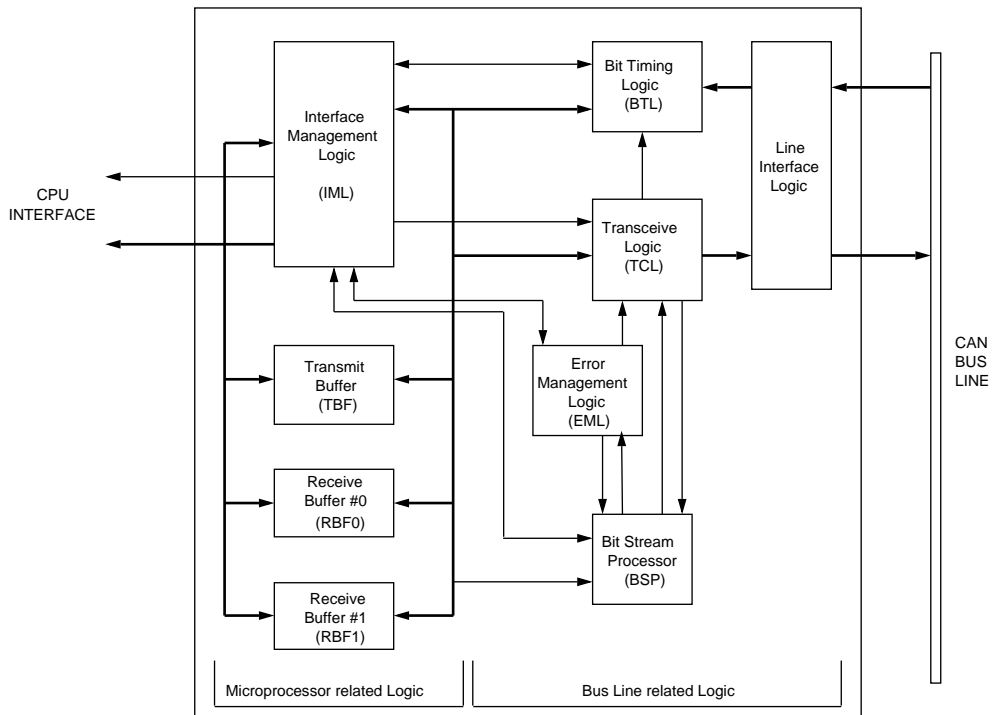 Interface
Management
Logic
(IML)
Bit Timing
Logic
(BTL)
Line
Interface
Logic
CPU
INTERFACE
Transceive
Logic
(TCL)
CAN
BUS
LINE
Transmit
Buffer
(TBF)
Error
Management
Logic
(EML)
Receive
Buffer #0
(RBF0)
Bit Stream
Processor
(BSP)
Receive
Buffer #1
(RBF1)
Microprocessor related Logic
Bus Line related Logic